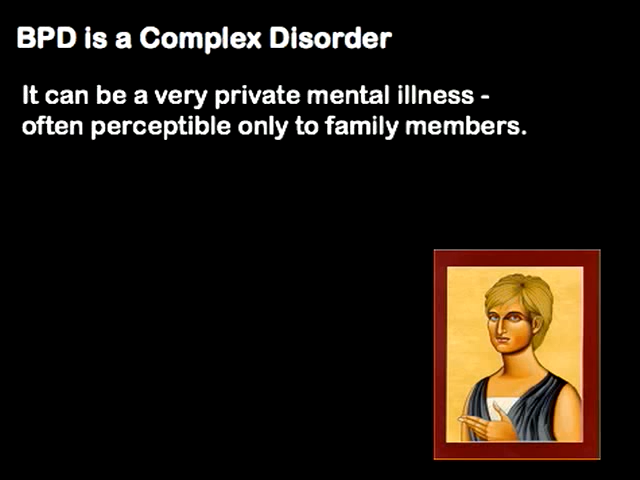 BPD is a Complex Disorder
It can be a very private mental illness -
often perceptible only to family members.